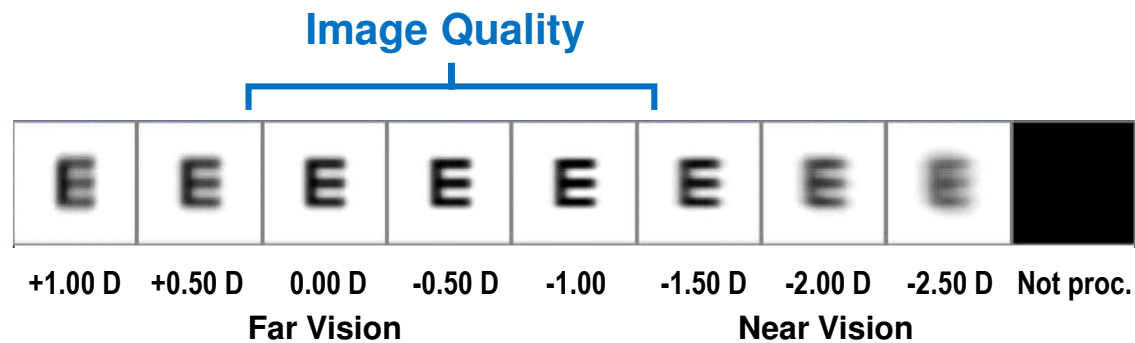 Image Quality
E E E E E E E E
+1.00 D +0.50 D 0.00 D -0.50 D -1.00 -1.50 D -2.00 D -2.50 D Not proc.
Far Vision Near Vision